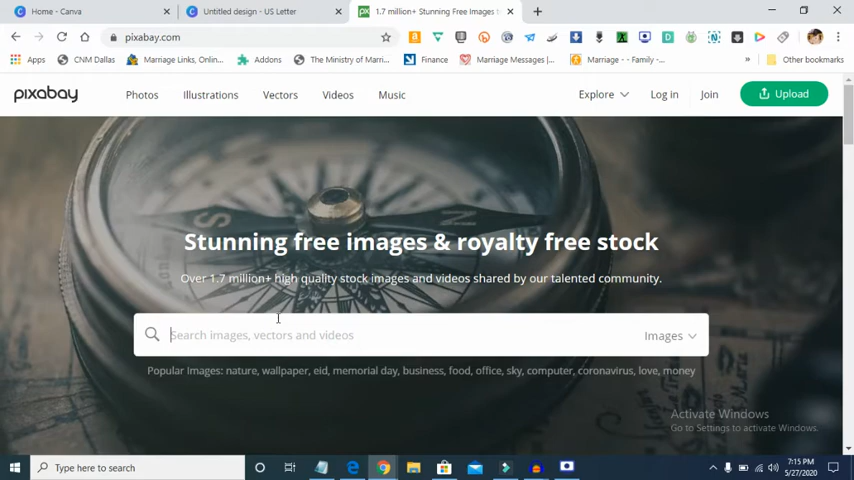 Home - Canva
Untitled design - US Letter
1.7 million+ Stunning Free Images t
pixabay.com
Apps
CNM Dallas
Marriage Links, Onlin...
Addons
The Ministry of Marri...
Finance
Marriage Messages |...
Marriage - - Family -...
Other bookmarks
pixabay
Photos
Illustrations
Vectors
Videos
Music
Explore
Log in
Join
Upload
S
N
Stunning free images & royalty free stock
Over 1.7 million+ high quality stock images and videos shared by our talented community.
Search images, vectors and videos
Images
Popular Images: nature, wallpaper, eid, memorial day, business, food, office, sky, computer, coronavirus, love, money
Activate Windows
Go to Settings to activate Windows.
Type here to search
7:15 PM
5/27/2020